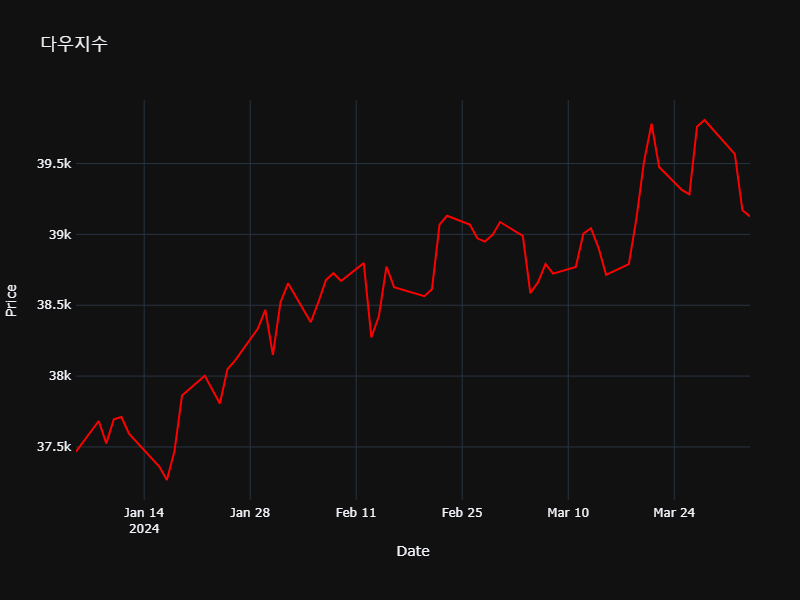 다우지수
39.5k
39k
38.5k
38k
37.5k
Price
Jan 14
2024
Jan 28
Feb 11
Feb 25
Mar 10
Mar 24
Date